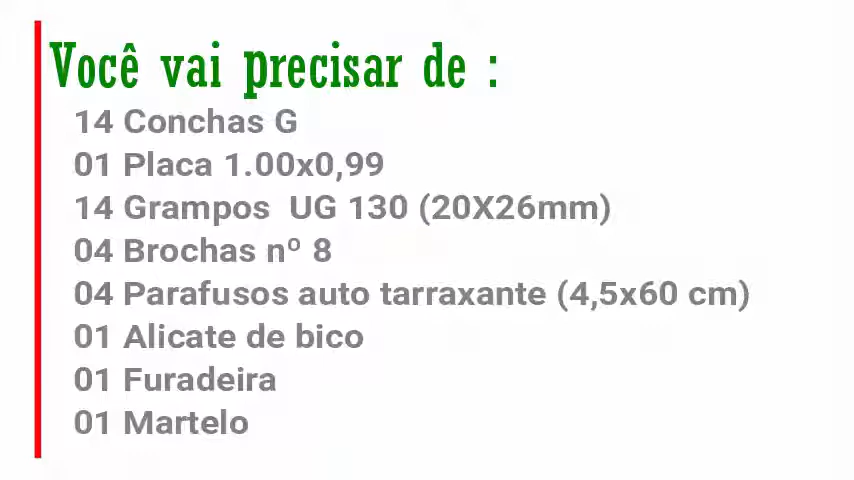 Você vai precisar de :
14 Conchas G
01 Placa 1.00x0,99
14 Grampos UG 130 (20X26mm)
04 Brochas nº 8
04 Parafusos auto tarraxante (4,5x60 cm)
01 Alicate de bico
01 Furadeira
01 Martelo